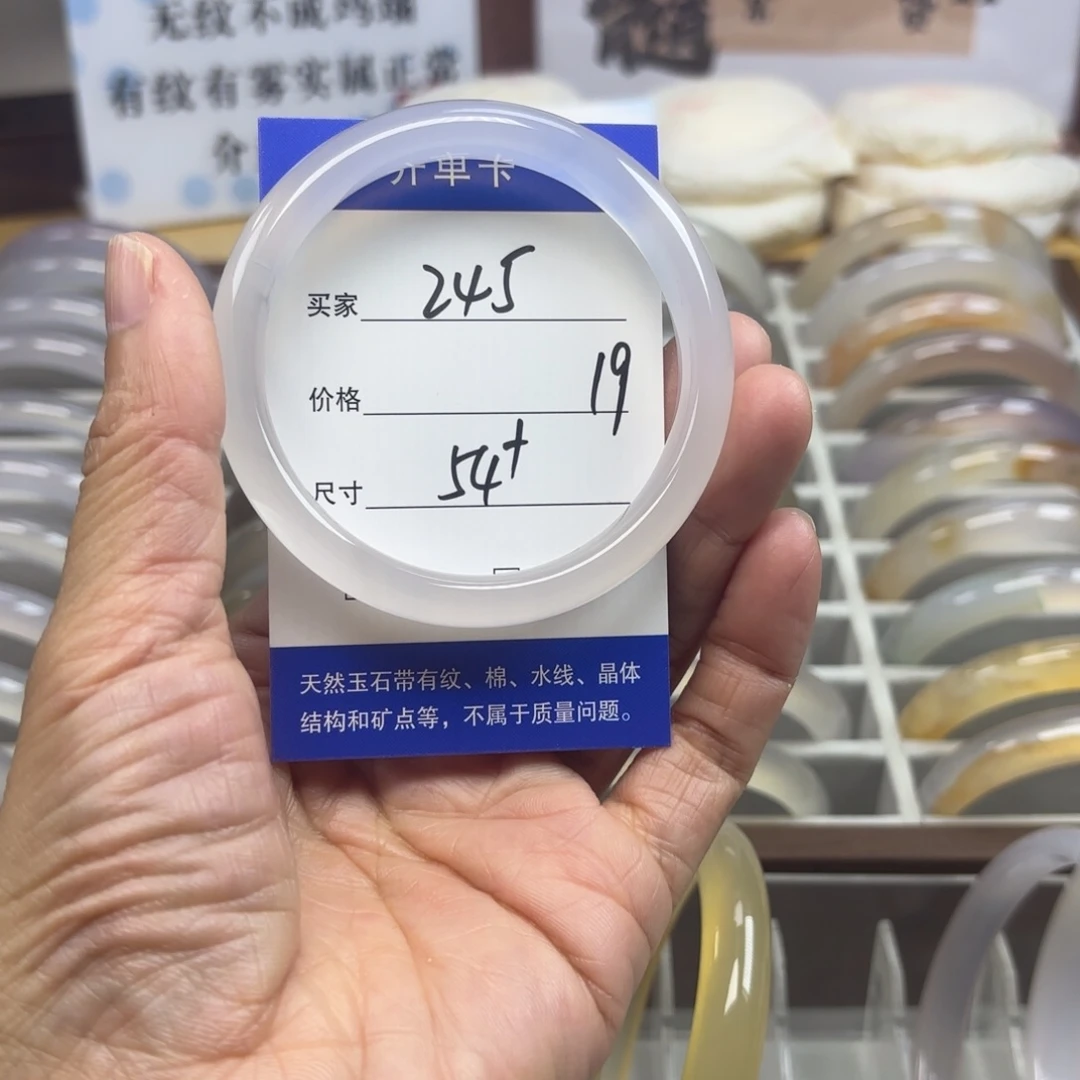 无纹不成玛瑙
有纹有雾实属正常
介
开单卡
买家 245
价格 19
尺寸 54+
天然玉石带有纹、棉、水线、晶体
结构和矿点等，不属于质量问题。